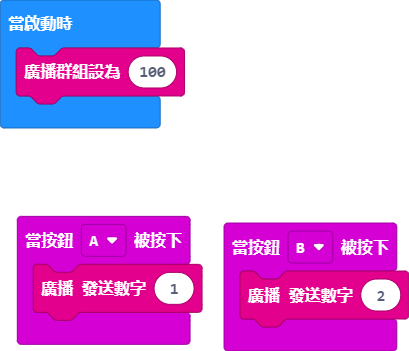 當啟動時
廣播群組設為 100
當按鈕 A 被按下
廣播 發送數字 1
當按鈕 B 被按下
廣播 發送數字 2